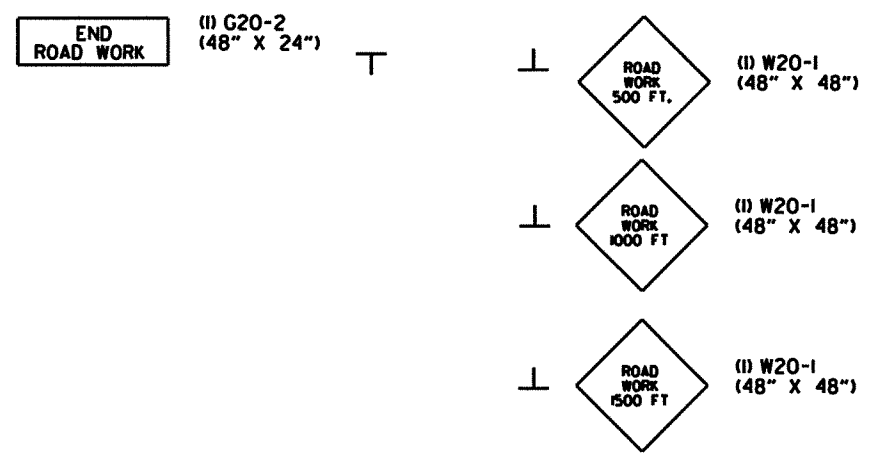 END
ROAD WORK
(1) G20-2
(48" X 24")
ROAD
WORK
500 FT.
(1) W20-1
(48" X 48")
ROAD
WORK
1000 FT
(1) W20-1
(48" X 48")
ROAD
WORK
1500 FT
(1) W20-1
(48" X 48")